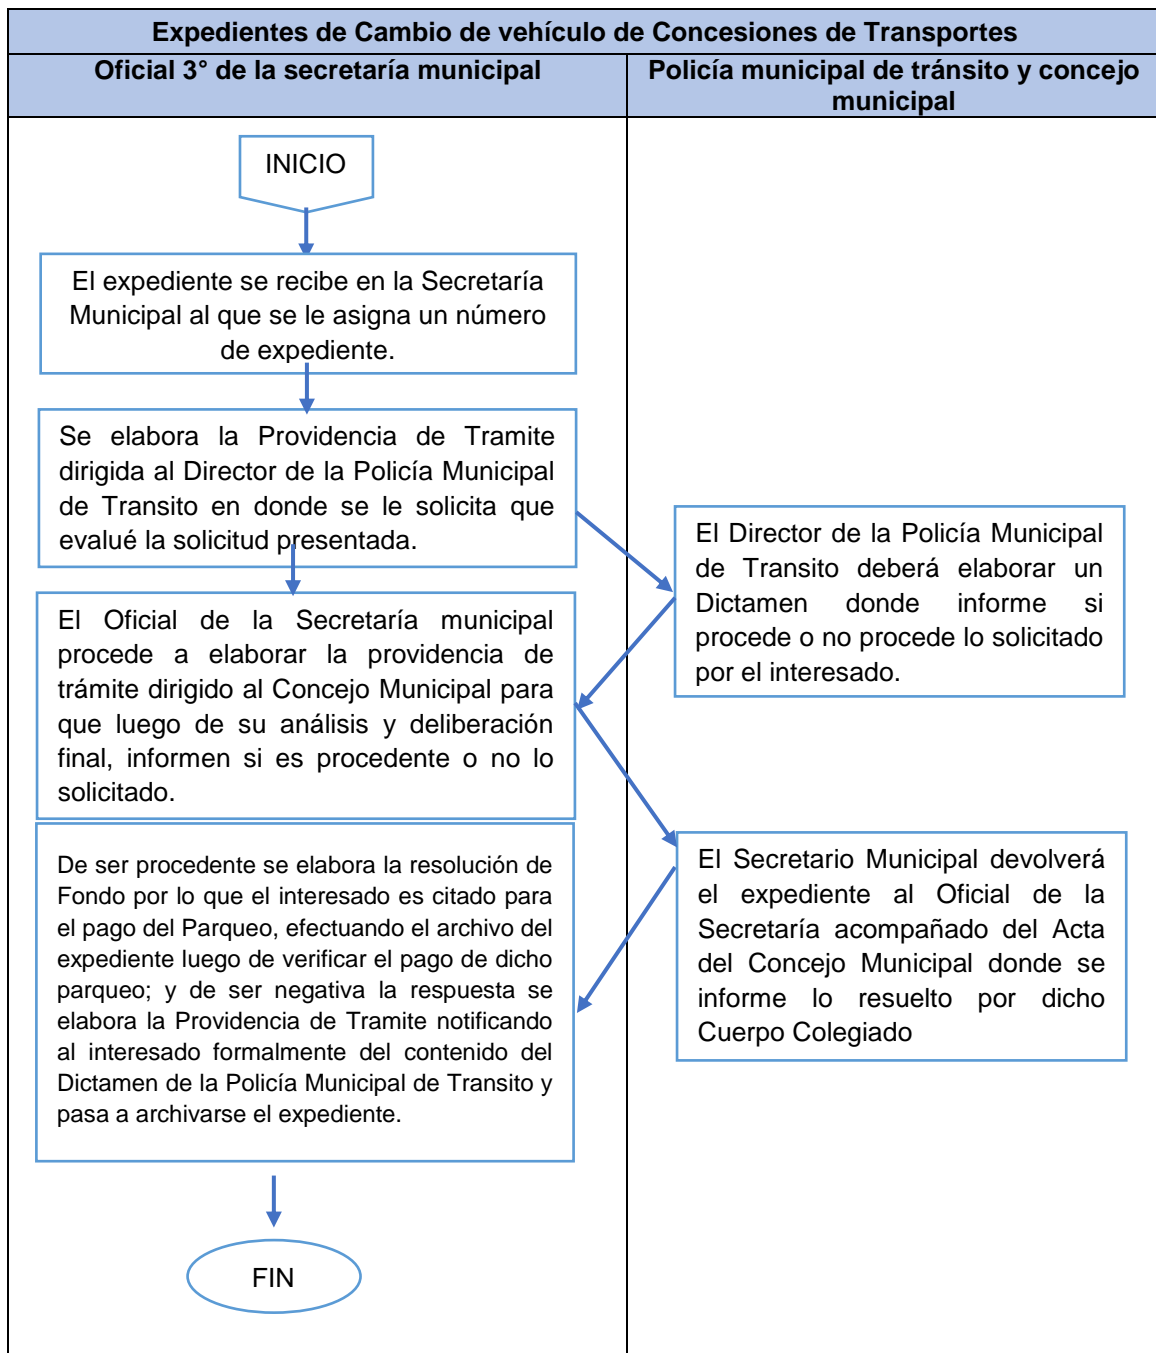 Expedientes de Cambio de vehículo de Concesiones de Transportes
Oficial 3° de la secretaría municipal
Policía municipal de tránsito y concejo
municipal
INICIO
El expediente se recibe en la Secretaría
Municipal al que se le asigna un número
de expediente.
Se elabora la Providencia de Tramite
dirigida al Director de la Policía Municipal
de Transito en donde se le solicita que
evalué la solicitud presentada.
El Director de la Policía Municipal
de Transito deberá elaborar un
Dictamen donde informe si
procede o no procede lo solicitado
por el interesado.
El Oficial de la Secretaría municipal
procede a elaborar la providencia de
trámite dirigido al Concejo Municipal para
que luego de su análisis y deliberación
final, informen si es procedente o no lo
solicitado.
El Secretario Municipal devolverá
el expediente al Oficial de la
Secretaría acompañado del Acta
del Concejo Municipal donde se
informe lo resuelto por dicho
Cuerpo Colegiado
De ser procedente se elabora la resolución de
Fondo por lo que el interesado es citado para
el pago del Parqueo, efectuando el archivo del
expediente luego de verificar el pago de dicho
parqueo; y de ser negativa la respuesta se
elabora la Providencia de Tramite notificando
al interesado formalmente del contenido del
Dictamen de la Policía Municipal de Transito y
pasa a archivarse el expediente.
FIN